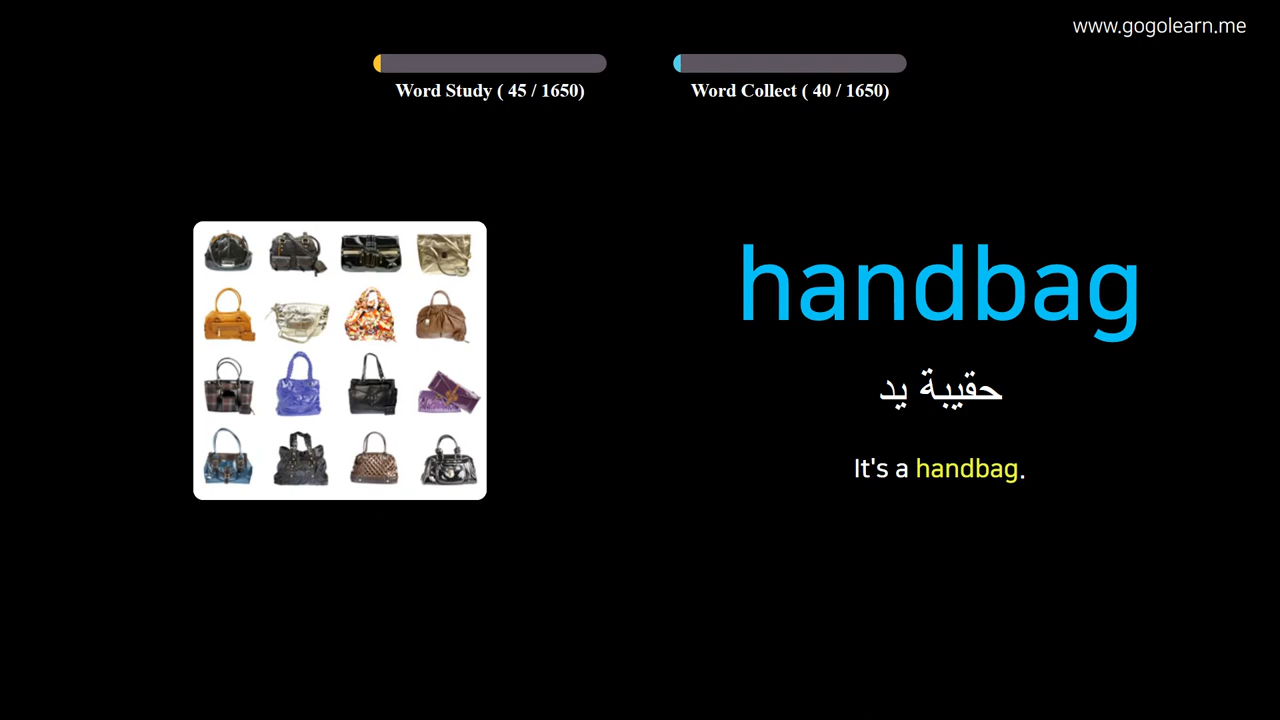 www.gogolearn.me
Word Study ( 45 / 1650)
Word Collect ( 40 / 1650)
handbag
حقيبة يد
It's a handbag.